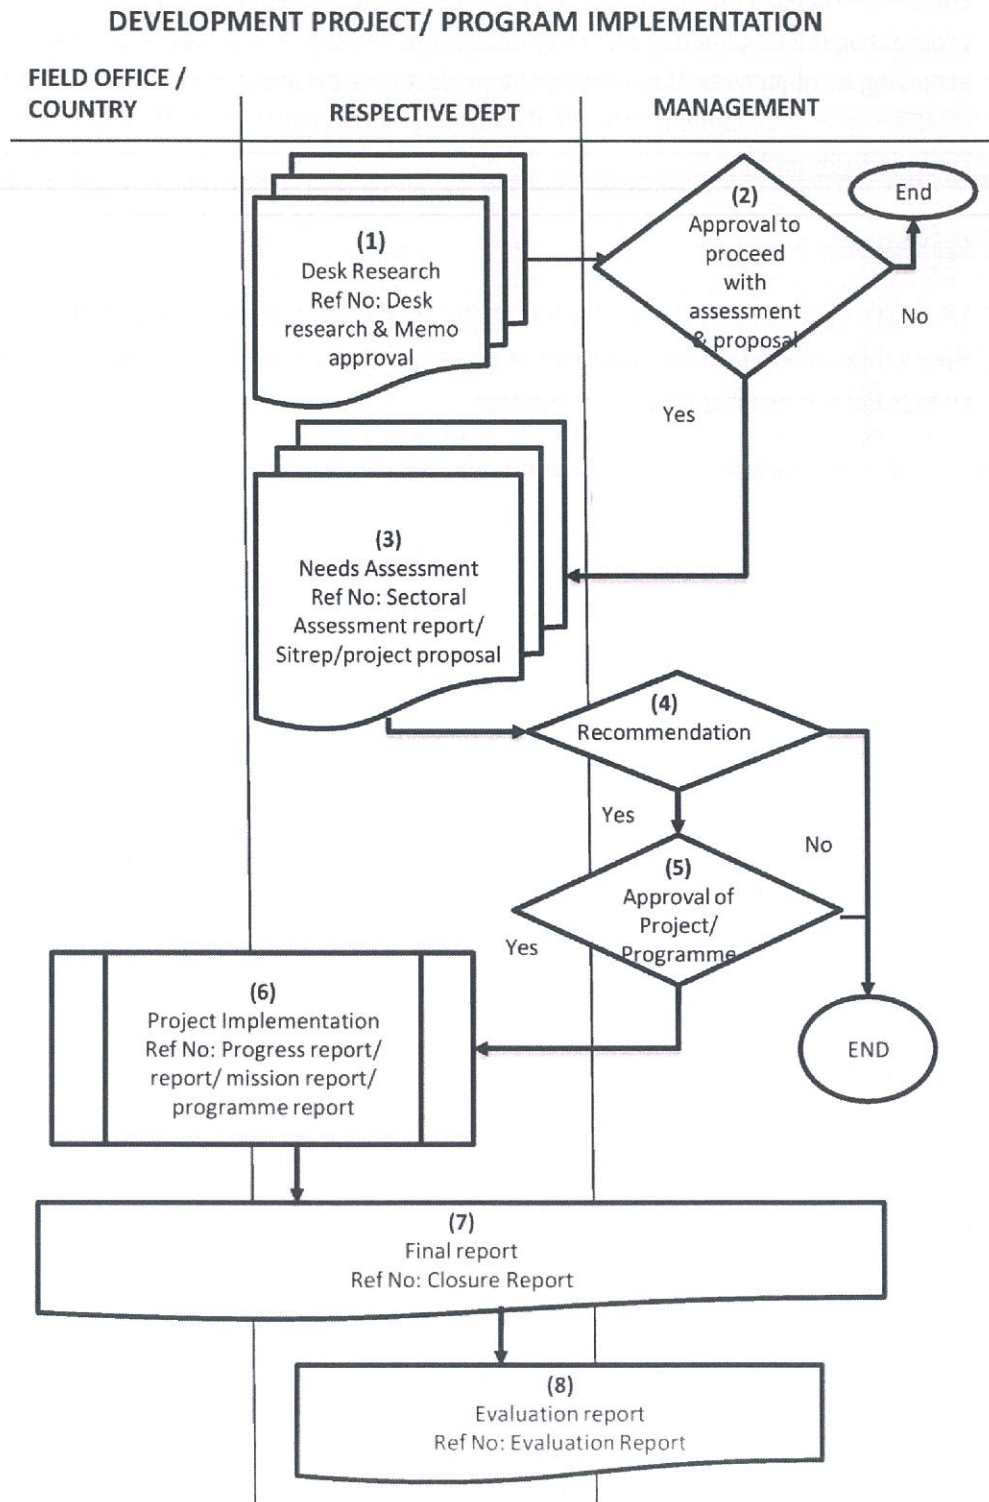 DEVELOPMENT PROJECT/ PROGRAM IMPLEMENTATION
FIELD OFFICE /
COUNTRY
RESPECTIVE DEPT
MANAGEMENT
(1)
Desk Research
Ref No: Desk
research & Memo
approval
(2)
Approval to
proceed
with
assessment
& proposal
End
No
Yes
(3)
Needs Assessment
Ref No: Sectoral
Assessment report/
Sitrep/project proposal
(4)
Recommendation
Yes
No
(5)
Approval of
Project/
Programme
Yes
(6)
Project Implementation
Ref No: Progress report/
report/ mission report/
programme report
END
(7)
Final report
Ref No: Closure Report
(8)
Evaluation report
Ref No: Evaluation Report